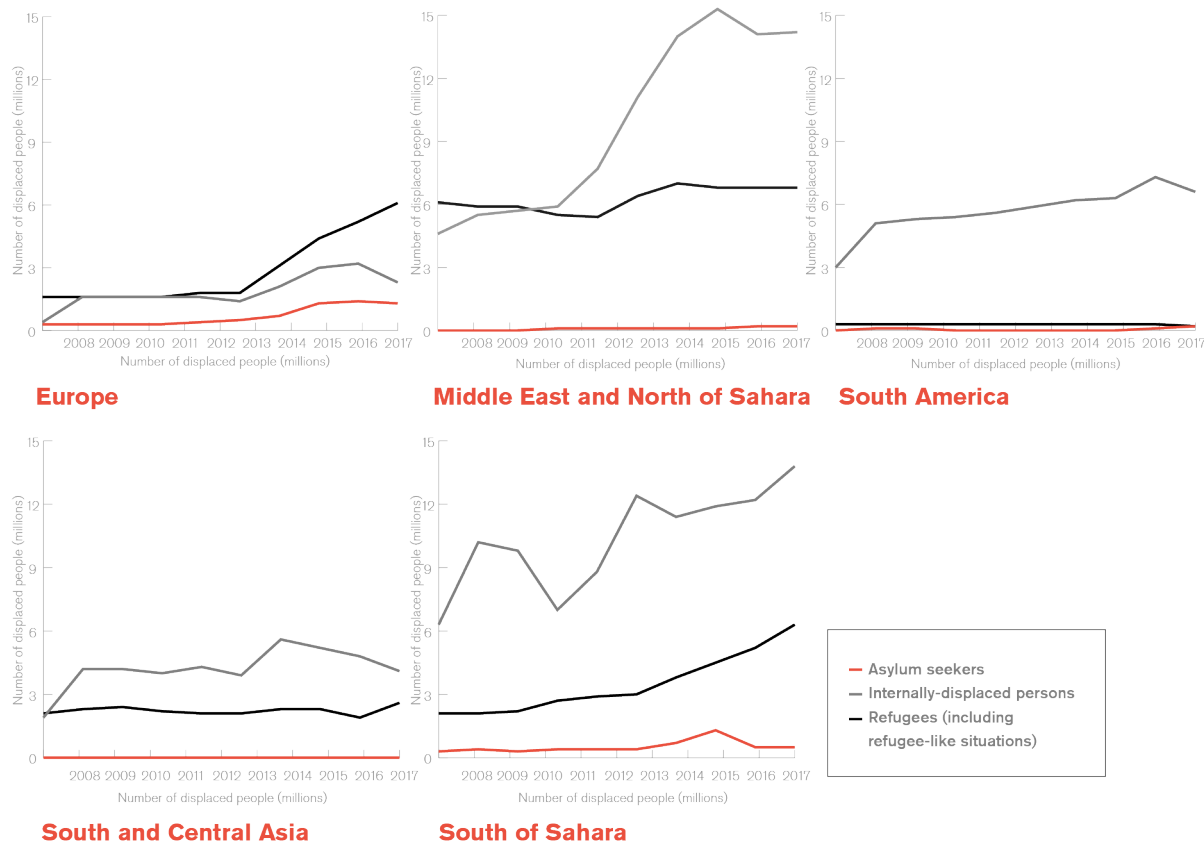 Number of displaced people (millions)
15
12
9
6
3
0
2008 2009 2010 2011 2012 2013 2014 2015 2016 2017
Number of displaced people (millions)
Europe
Number of displaced people (millions)
15
12
9
6
3
0
2008 2009 2010 2011 2012 2013 2014 2015 2016 2017
Number of displaced people (millions)
Middle East and North of Sahara
Number of displaced people (millions)
15
12
9
6
3
0
2008 2009 2010 2011 2012 2013 2014 2015 2016 2017
Number of displaced people (millions)
South America
Number of displaced people (millions)
15
12
9
6
3
0
2008 2009 2010 2011 2012 2013 2014 2015 2016 2017
Number of displaced people (millions)
South and Central Asia
Number of displaced people (millions)
15
12
9
6
3
0
2008 2009 2010 2011 2012 2013 2014 2015 2016 2017
Number of displaced people (millions)
South of Sahara
Asylum seekers
Internally-displaced persons
Refugees (including
refugee-like situations)